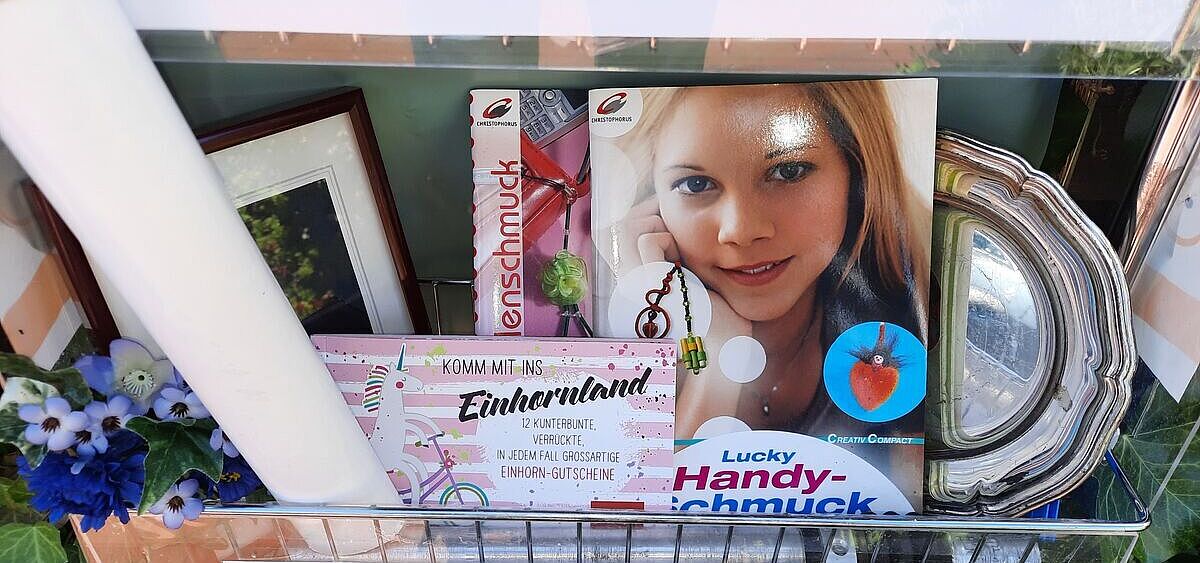 CHRISTOPHORUS
denschmuck
CHRISTOPHORUS
CREATIV COMPACT
Lucky
Handy-
schmuck
KOMM MIT INS
Einhornland
12 KUNTERBUNTE,
VERRÜCKTE,
IN JEDEM FALL GROSSARTIGE
EINHORN-GUTSCHEINE